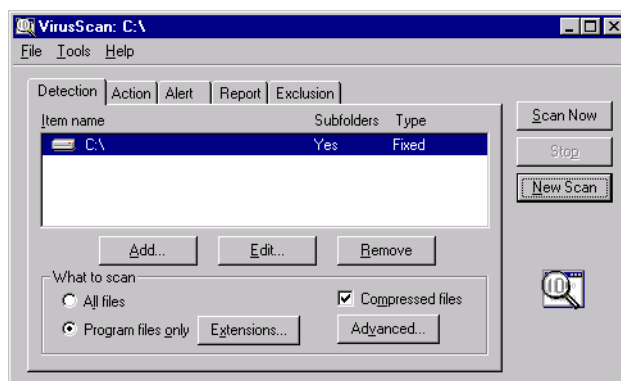 VirusScan: C:\
File Tools Help
Detection Action Alert Report Exclusion
Item name Subfolders Type
C:\ Yes Fixed
Add... Edit... Remove
What to scan
All files
Compressed files
Program files only Extensions... Advanced...
Scan Now
Stop
New Scan